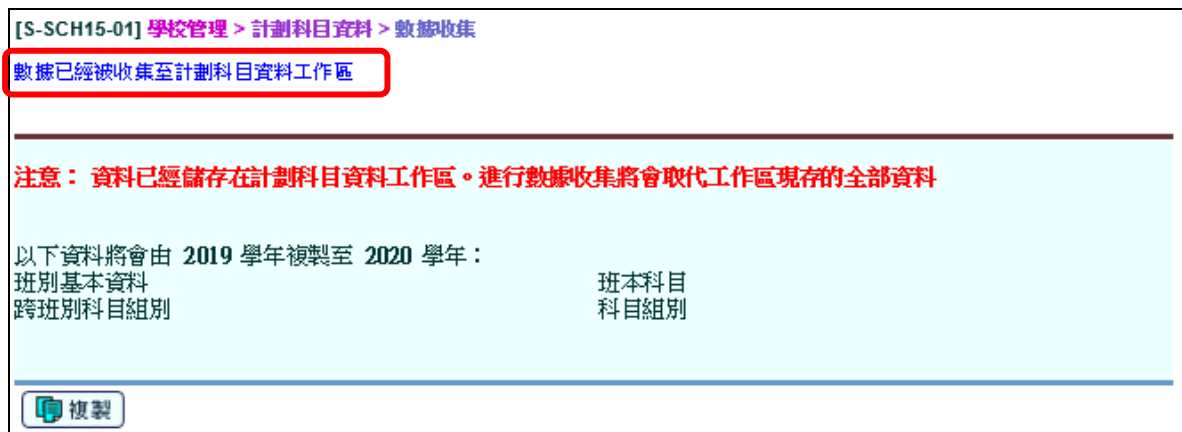 [S-SCH15-01] 學校管理 > 計劃科目資料 > 數據收集
數據已經被收集至計劃科目資料工作區
注意： 資料已經儲存在計劃科目資料工作區。進行數據收集將會取代工作區現存的全部資料
以下資料將會由 2019 學年複製至 2020 學年：
班別基本資料 班本科目
跨班別科目組別 科目組別
複製